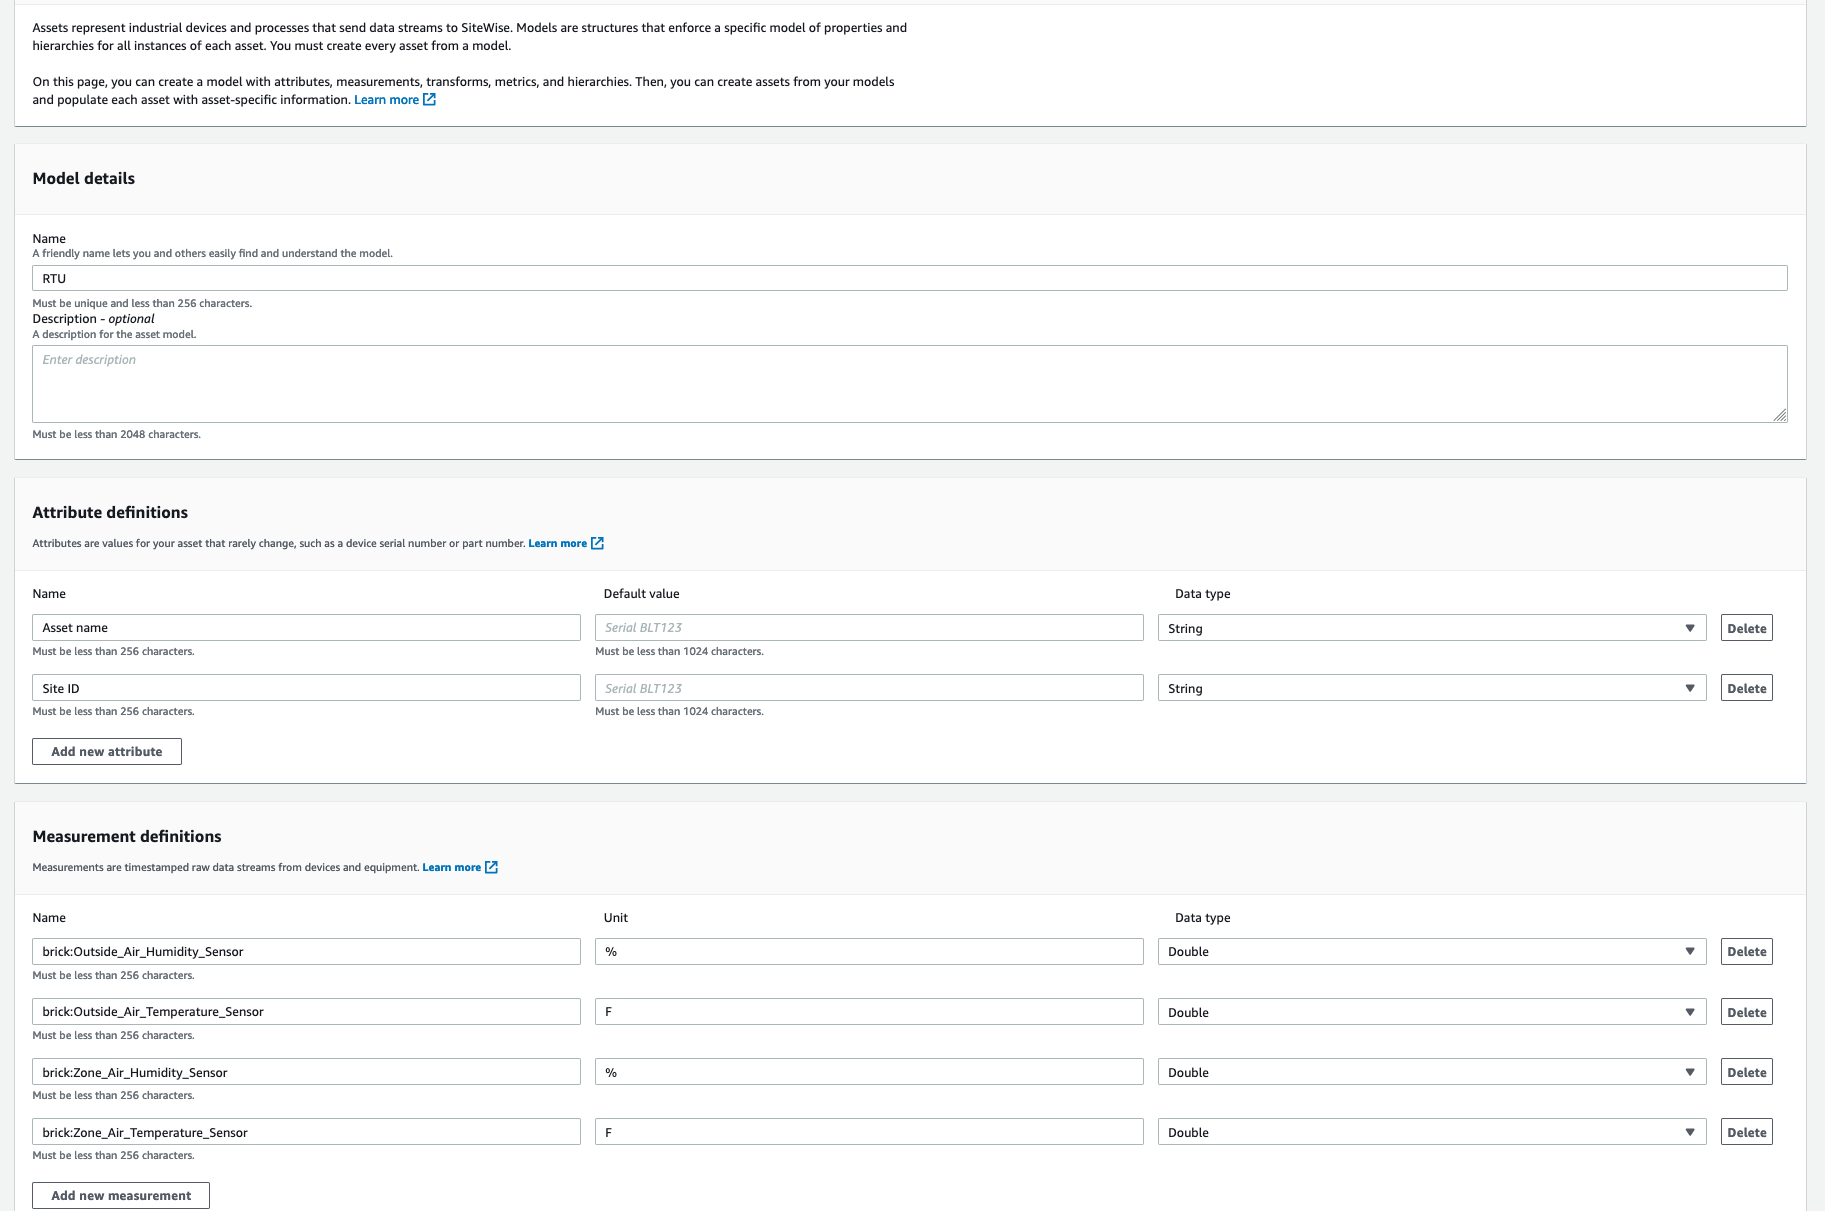 Assets represent industrial devices and processes that send data streams to SiteWise. Models are structures that enforce a specific model of properties and
hierarchies for all instances of each asset. You must create every asset from a model.
On this page, you can create a model with attributes, measurements, transforms, metrics, and hierarchies. Then, you can create assets from your models
and populate each asset with asset-specific information. Learn more
Model details
Name
A friendly name lets you and others easily find and understand the model.
RTU
Must be unique and less than 256 characters.
Description - optional
A description for the asset model.
Enter description
Must be less than 2048 characters.
Attribute definitions
Attributes are values for your asset that rarely change, such as a device serial number or part number. Learn more
Name Default value Data type
Asset name Serial BLT123 String Delete
Must be less than 256 characters. Must be less than 1024 characters.
Site ID Serial BLT123 String Delete
Must be less than 256 characters. Must be less than 1024 characters.
Add new attribute
Measurement definitions
Measurements are timestamped raw data streams from devices and equipment. Learn more
Name Unit Data type
brick:Outside_Air_Humidity_Sensor % Double Delete
Must be less than 256 characters.
brick:Outside_Air_Temperature_Sensor F Double Delete
Must be less than 256 characters.
brick:Zone_Air_Humidity_Sensor % Double Delete
Must be less than 256 characters.
brick:Zone_Air_Temperature_Sensor F Double Delete
Must be less than 256 characters.
Add new measurement